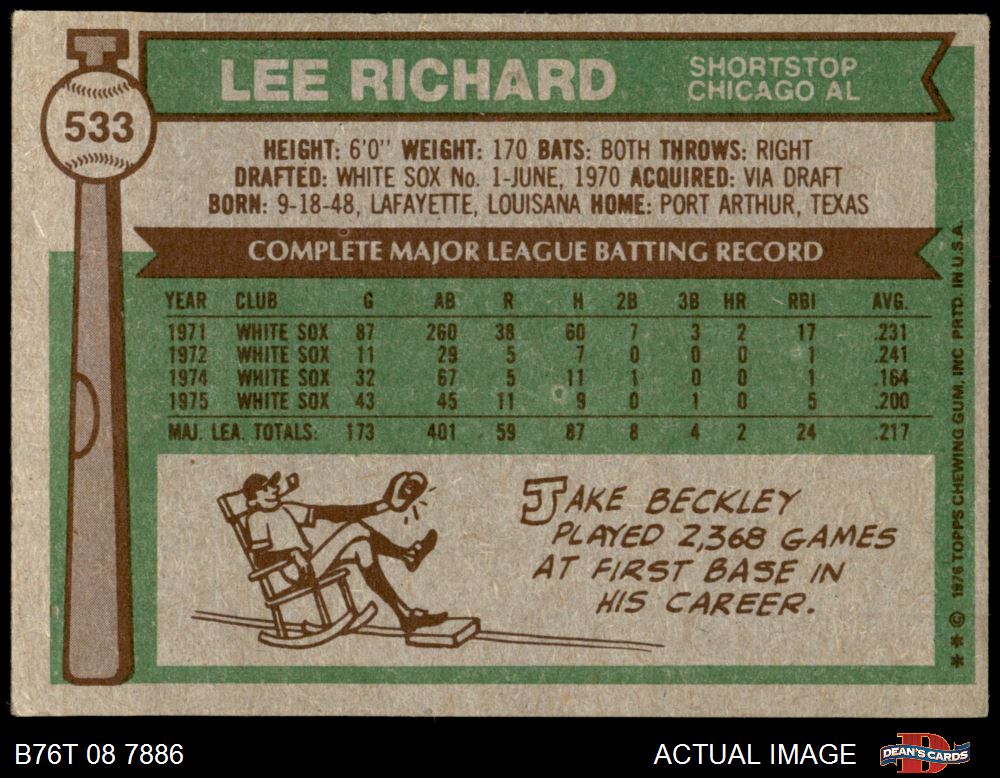 533
LEE RICHARD
SHORTSTOP
CHICAGO AL
HEIGHT: 6'0" WEIGHT: 170 BATS: BOTH THROWS: RIGHT
DRAFTED: WHITE SOX No. 1-JUNE, 1970 ACQUIRED: VIA DRAFT
BORN: 9-18-48, LAFAYETTE, LOUISIANA HOME: PORT ARTHUR, TEXAS
COMPLETE MAJOR LEAGUE BATTING RECORD
YEAR CLUB G AB R H 2B 3B HR RBI AVG.
1971 WHITE SOX 87 260 38 60 7 3 2 17 .231
1972 WHITE SOX 11 29 5 7 0 0 0 1 .241
1974 WHITE SOX 32 67 5 11 1 0 0 1 .164
1975 WHITE SOX 43 45 11 9 0 1 0 5 .200
MAJ. LEA. TOTALS: 173 401 59 87 8 4 2 24 .217
JAKE BECKLEY
PLAYED 2,368 GAMES
AT FIRST BASE IN
HIS CAREER.
** © 1976 TOPPS CHEWING GUM, INC PRTD. IN U.S.A.
B76T 08 7886
ACTUAL IMAGE
D
DEAN'S CARDS